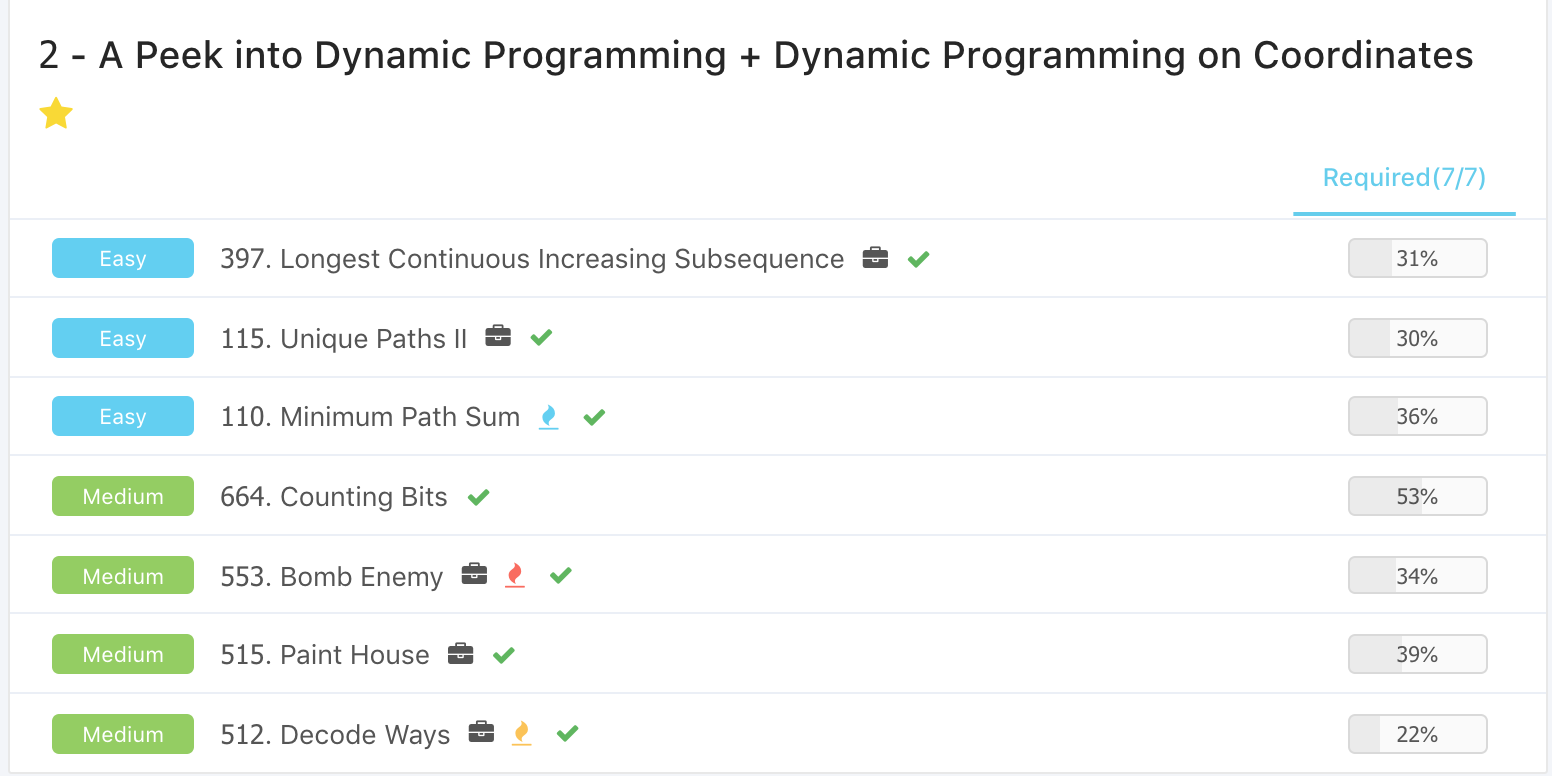 2 - A Peek into Dynamic Programming + Dynamic Programming on Coordinates
Required(7/7)
Easy 397. Longest Continuous Increasing Subsequence 31%
Easy 115. Unique Paths II 30%
Easy 110. Minimum Path Sum 36%
Medium 664. Counting Bits 53%
Medium 553. Bomb Enemy 34%
Medium 515. Paint House 39%
Medium 512. Decode Ways 22%